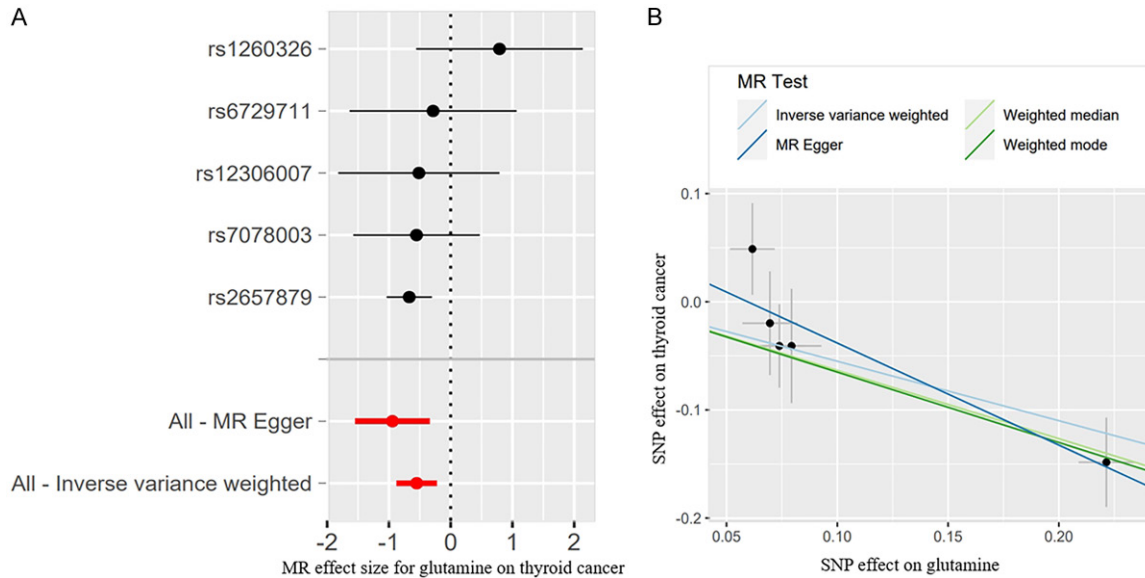 A
rs1260326
rs6729711
rs12306007
rs7078003
rs2657879
All - MR Egger
All - Inverse variance weighted
-2 -1 0 1 2
MR effect size for glutamine on thyroid cancer
B
MR Test
Inverse variance weighted Weighted median
MR Egger Weighted mode
SNP effect on thyroid cancer
0.1
0.0
-0.1
-0.2
0.05 0.10 0.15 0.20
SNP effect on glutamine